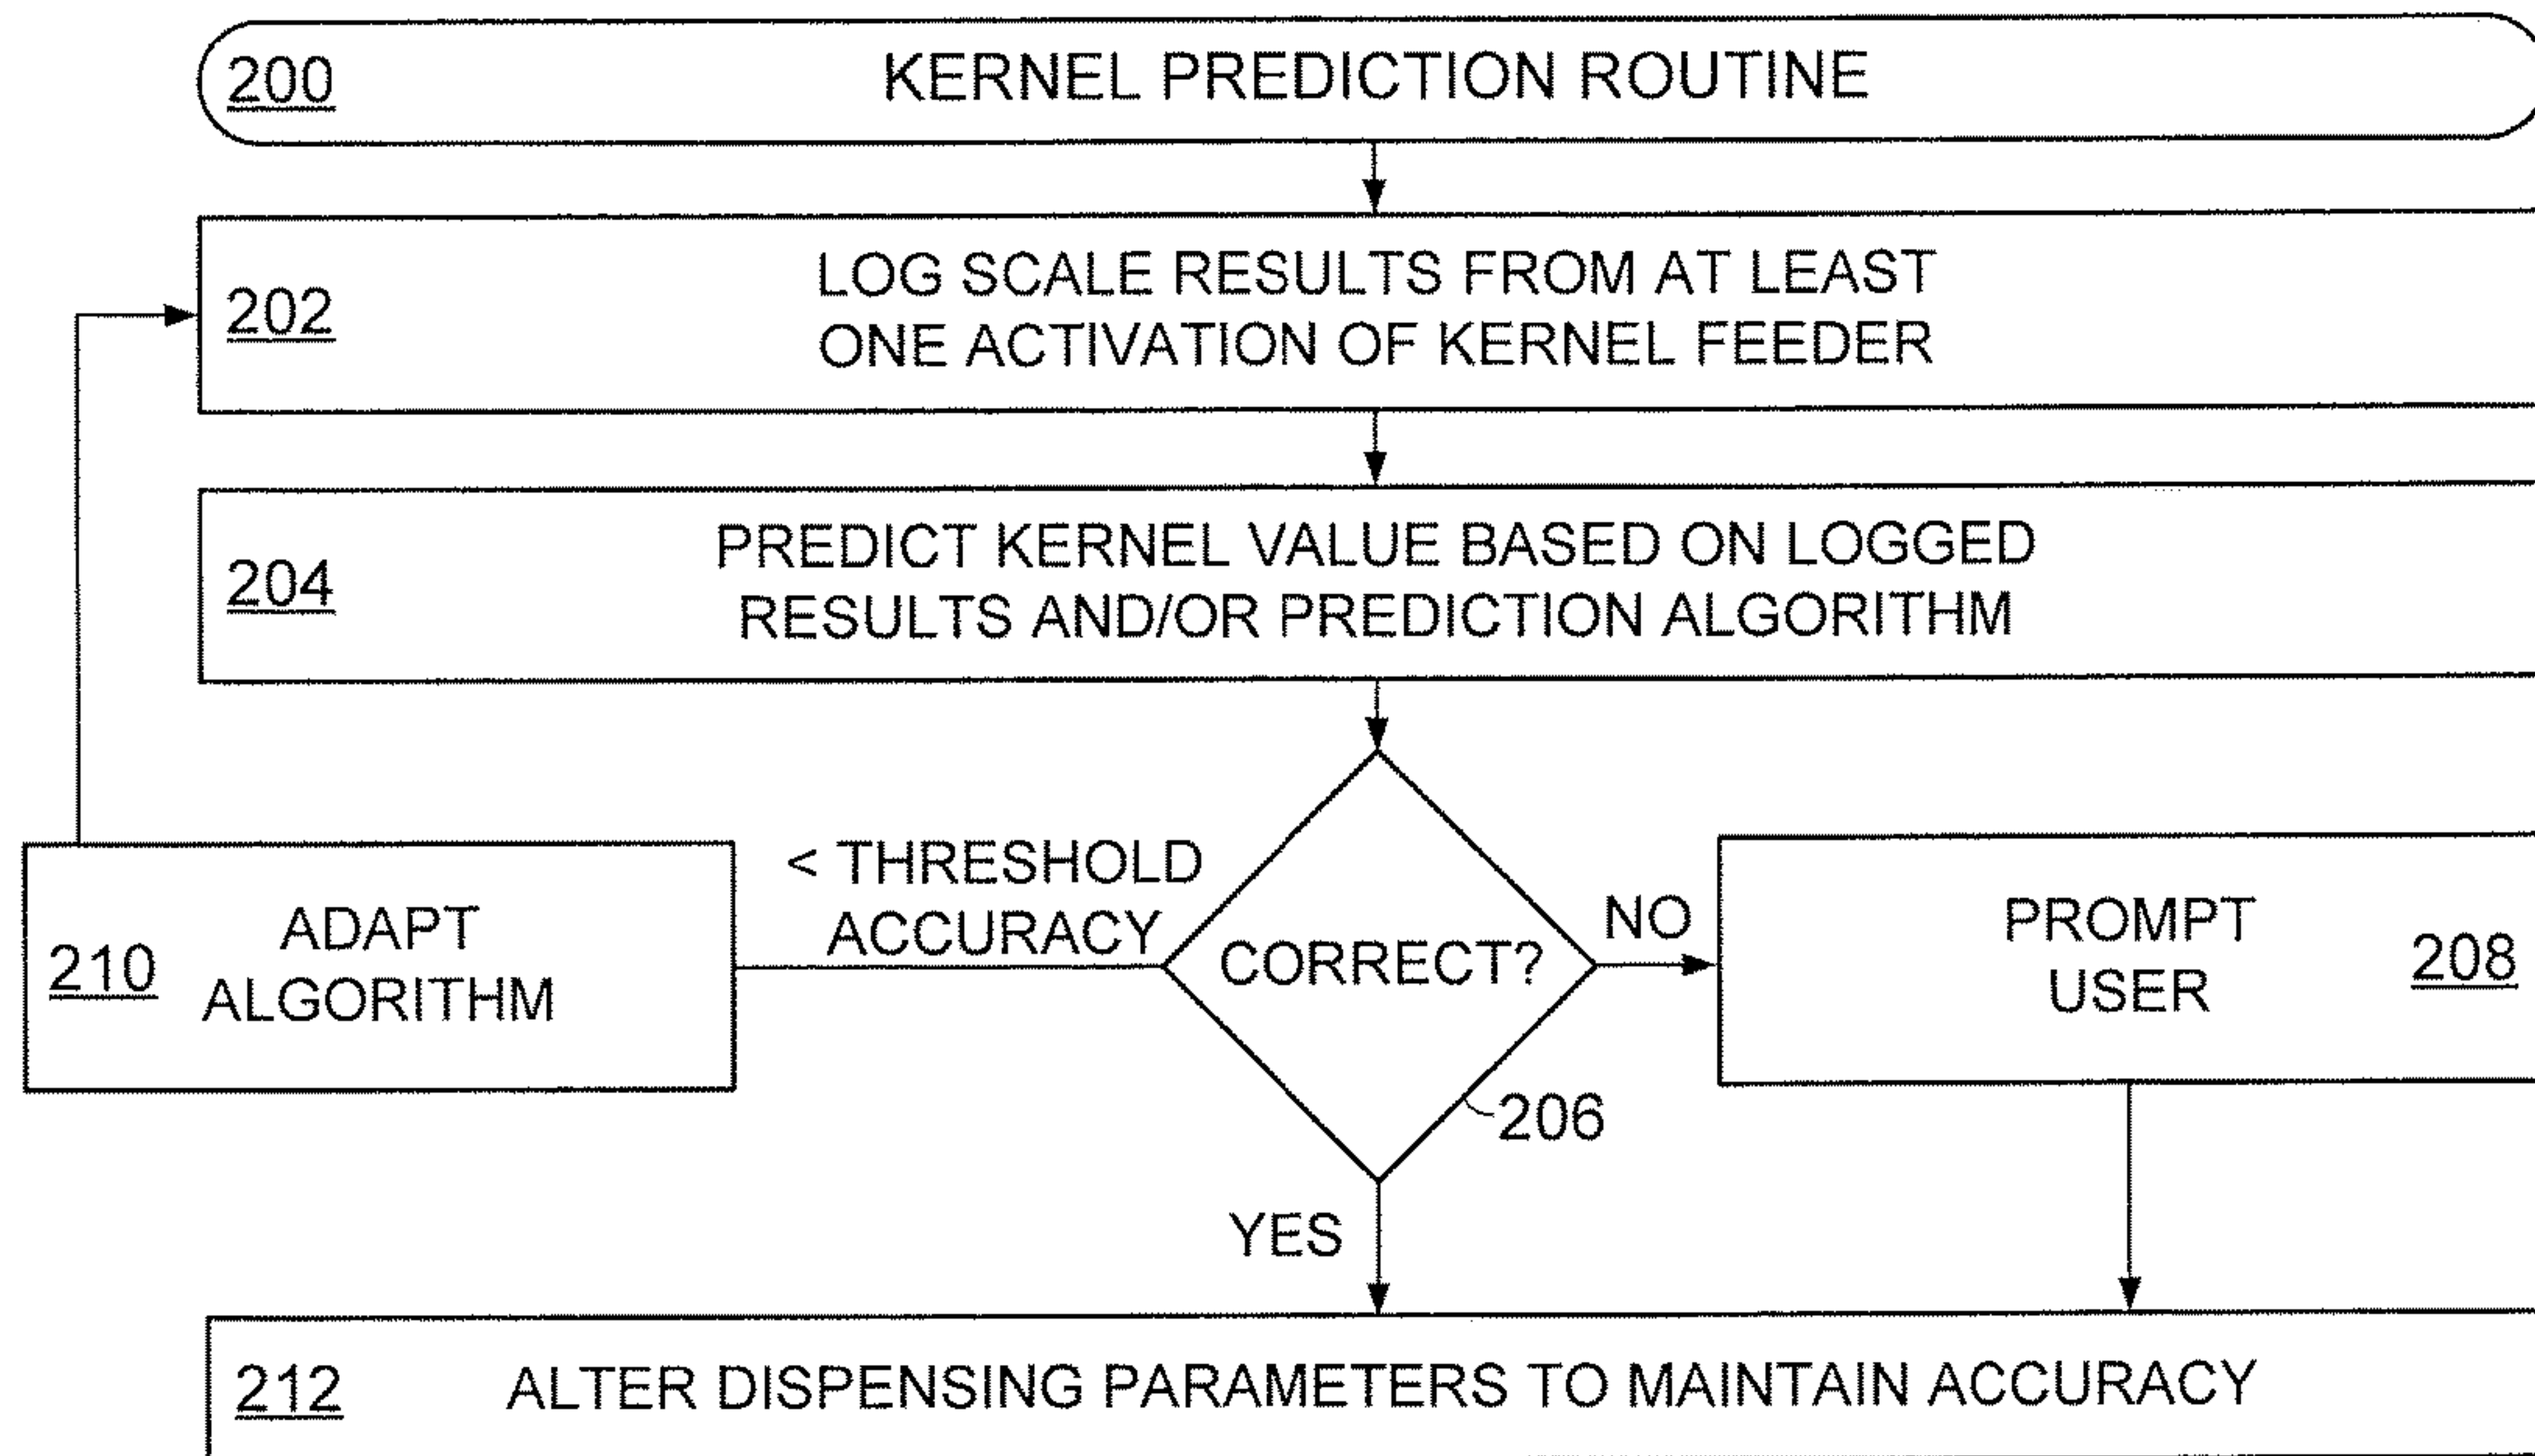 200
KERNEL PREDICTION ROUTINE
202
LOG SCALE RESULTS FROM AT LEAST
ONE ACTIVATION OF KERNEL FEEDER
204
PREDICT KERNEL VALUE BASED ON LOGGED
RESULTS AND/OR PREDICTION ALGORITHM
210
ADAPT
ALGORITHM
< THRESHOLD
ACCURACY
CORRECT?
206
NO
PROMPT
USER
208
YES
212
ALTER DISPENSING PARAMETERS TO MAINTAIN ACCURACY